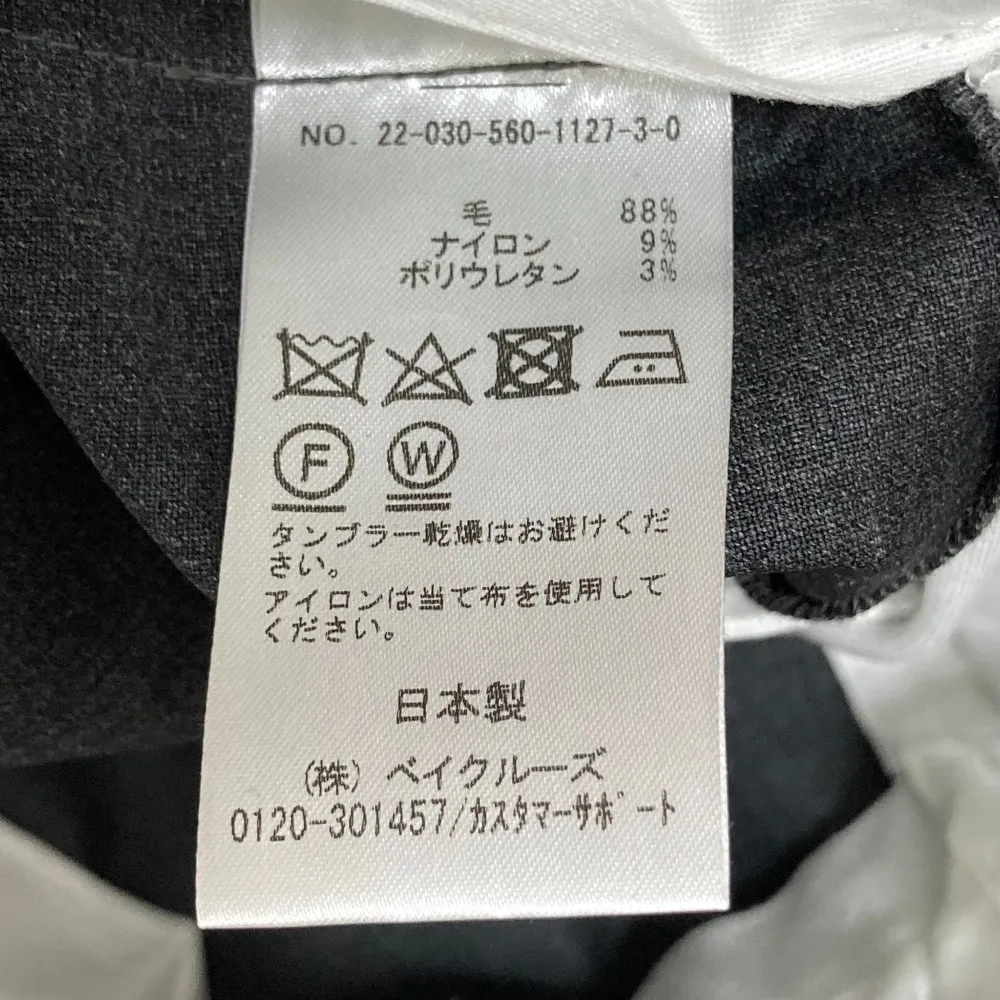 NO. 22-030-560-1127-3-0
毛 88%
ナイロン 9%
ポリウレタン 3%
F W
タンブラー乾燥はお避けくだ
さい。
アイロンは当て布を使用して
ください。
日本製
(株) ベイクルーズ
0120-301457/カスタマーサポート